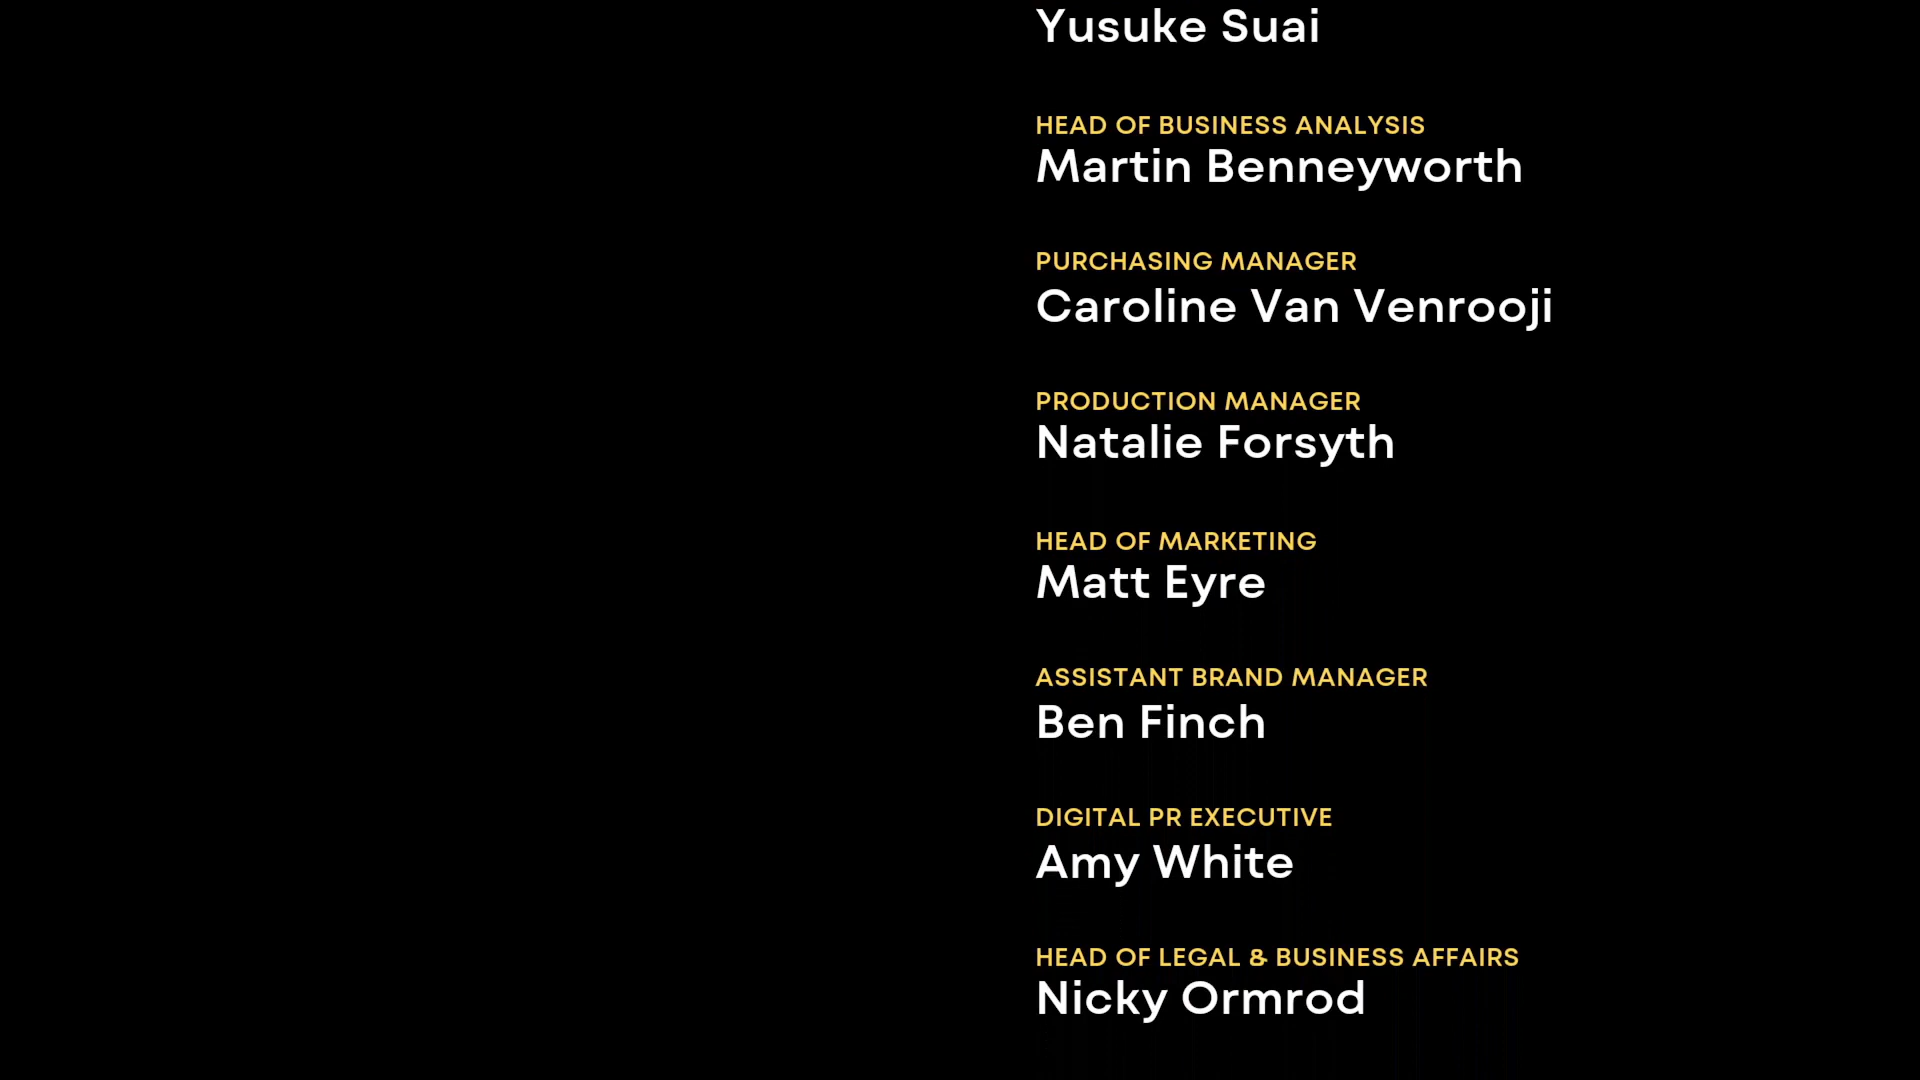 Yusuke Suai
HEAD OF BUSINESS ANALYSIS
Martin Benneyworth
PURCHASING MANAGER
Caroline Van Venrooji
PRODUCTION MANAGER
Natalie Forsyth
HEAD OF MARKETING
Matt Eyre
ASSISTANT BRAND MANAGER
Ben Finch
DIGITAL PR EXECUTIVE
Amy White
HEAD OF LEGAL & BUSINESS AFFAIRS
Nicky Ormrod